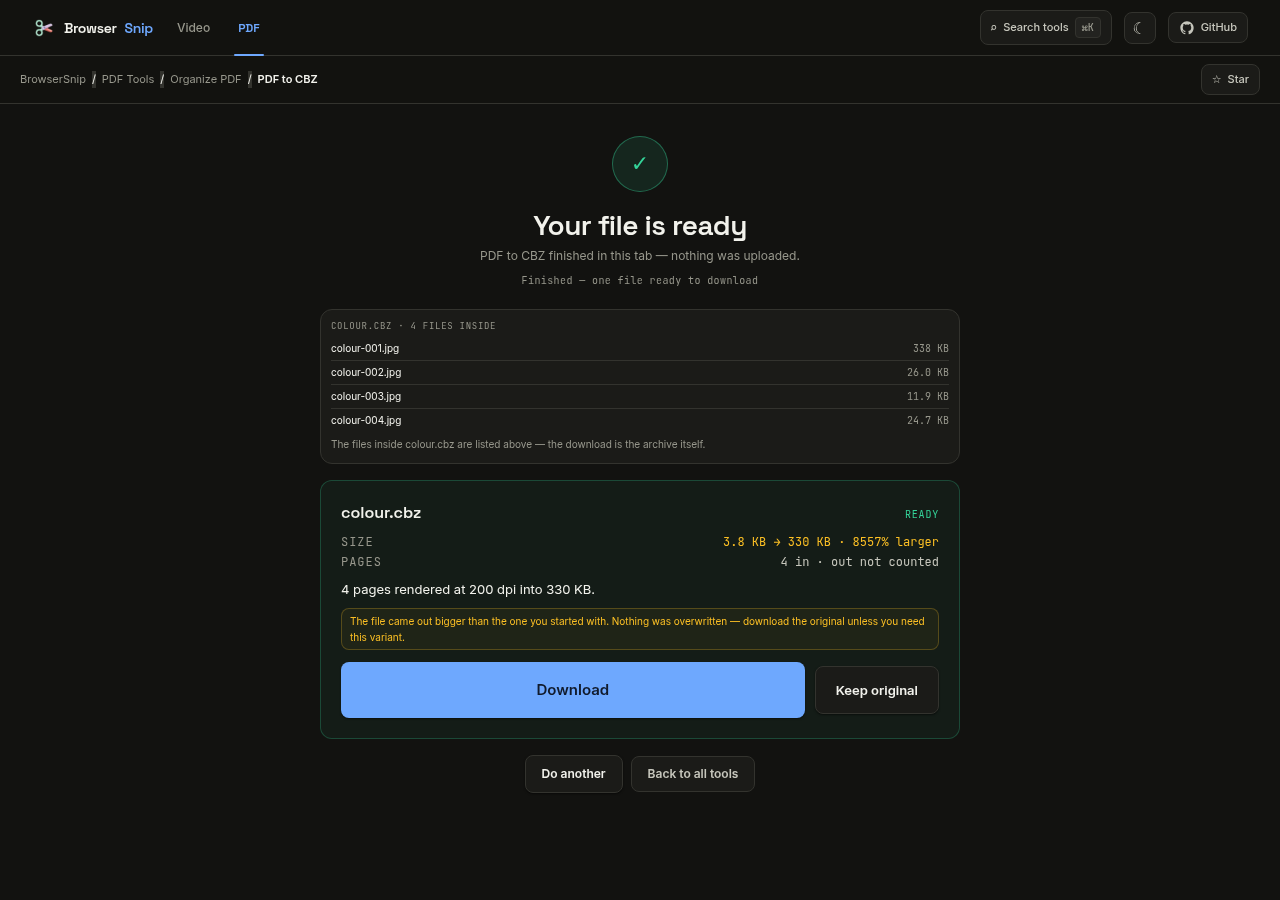 Browser Snip
Video
PDF
Search tools
⌘K
GitHub
BrowserSnip / PDF Tools / Organize PDF / PDF to CBZ
☆ Star
✓
Your file is ready
PDF to CBZ finished in this tab — nothing was uploaded.
Finished — one file ready to download
COLOUR.CBZ · 4 FILES INSIDE
colour-001.jpg 338 KB
colour-002.jpg 26.0 KB
colour-003.jpg 11.9 KB
colour-004.jpg 24.7 KB
The files inside colour.cbz are listed above — the download is the archive itself.
colour.cbz
READY
SIZE 3.8 KB → 330 KB · 8557% larger
PAGES 4 in · out not counted
4 pages rendered at 200 dpi into 330 KB.
The file came out bigger than the one you started with. Nothing was overwritten — download the original unless you need
this variant.
Download
Keep original
Do another
Back to all tools